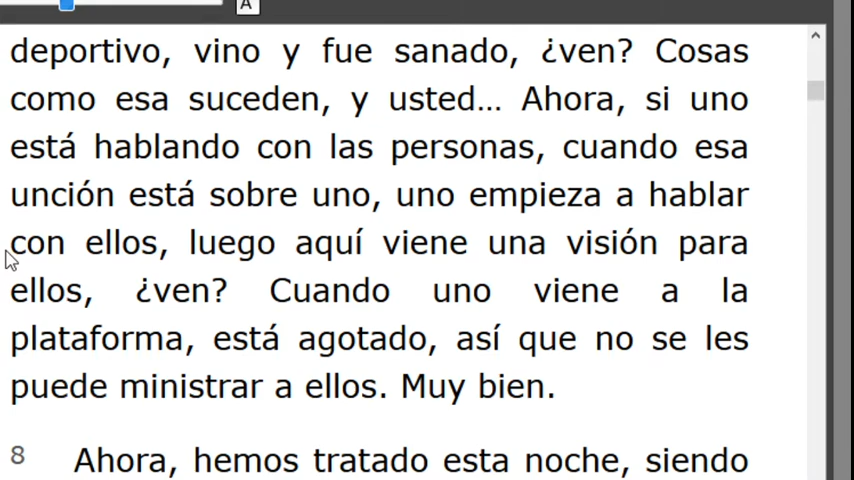 A
deportivo, vino y fue sanado, ¿ven? Cosas
como esa suceden, y usted... Ahora, si uno
está hablando con las personas, cuando esa
unción está sobre uno, uno empieza a hablar
con ellos, luego aquí viene una visión para
ellos, ¿ven? Cuando uno viene a la
plataforma, está agotado, así que no se les
puede ministrar a ellos. Muy bien.
8 Ahora, hemos tratado esta noche, siendo